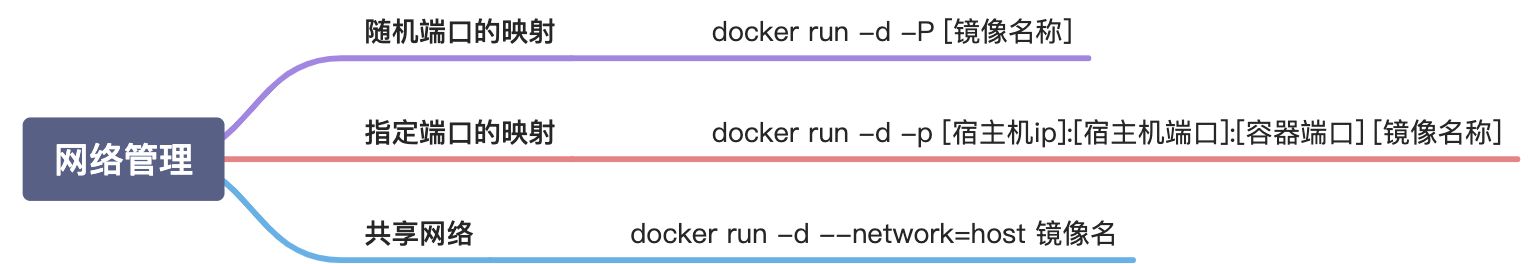 随机端口的映射 docker run -d -P [镜像名称]
指定端口的映射 docker run -d -p [宿主机ip]:[宿主机端口]:[容器端口] [镜像名称]
网络管理
共享网络 docker run -d --network=host 镜像名